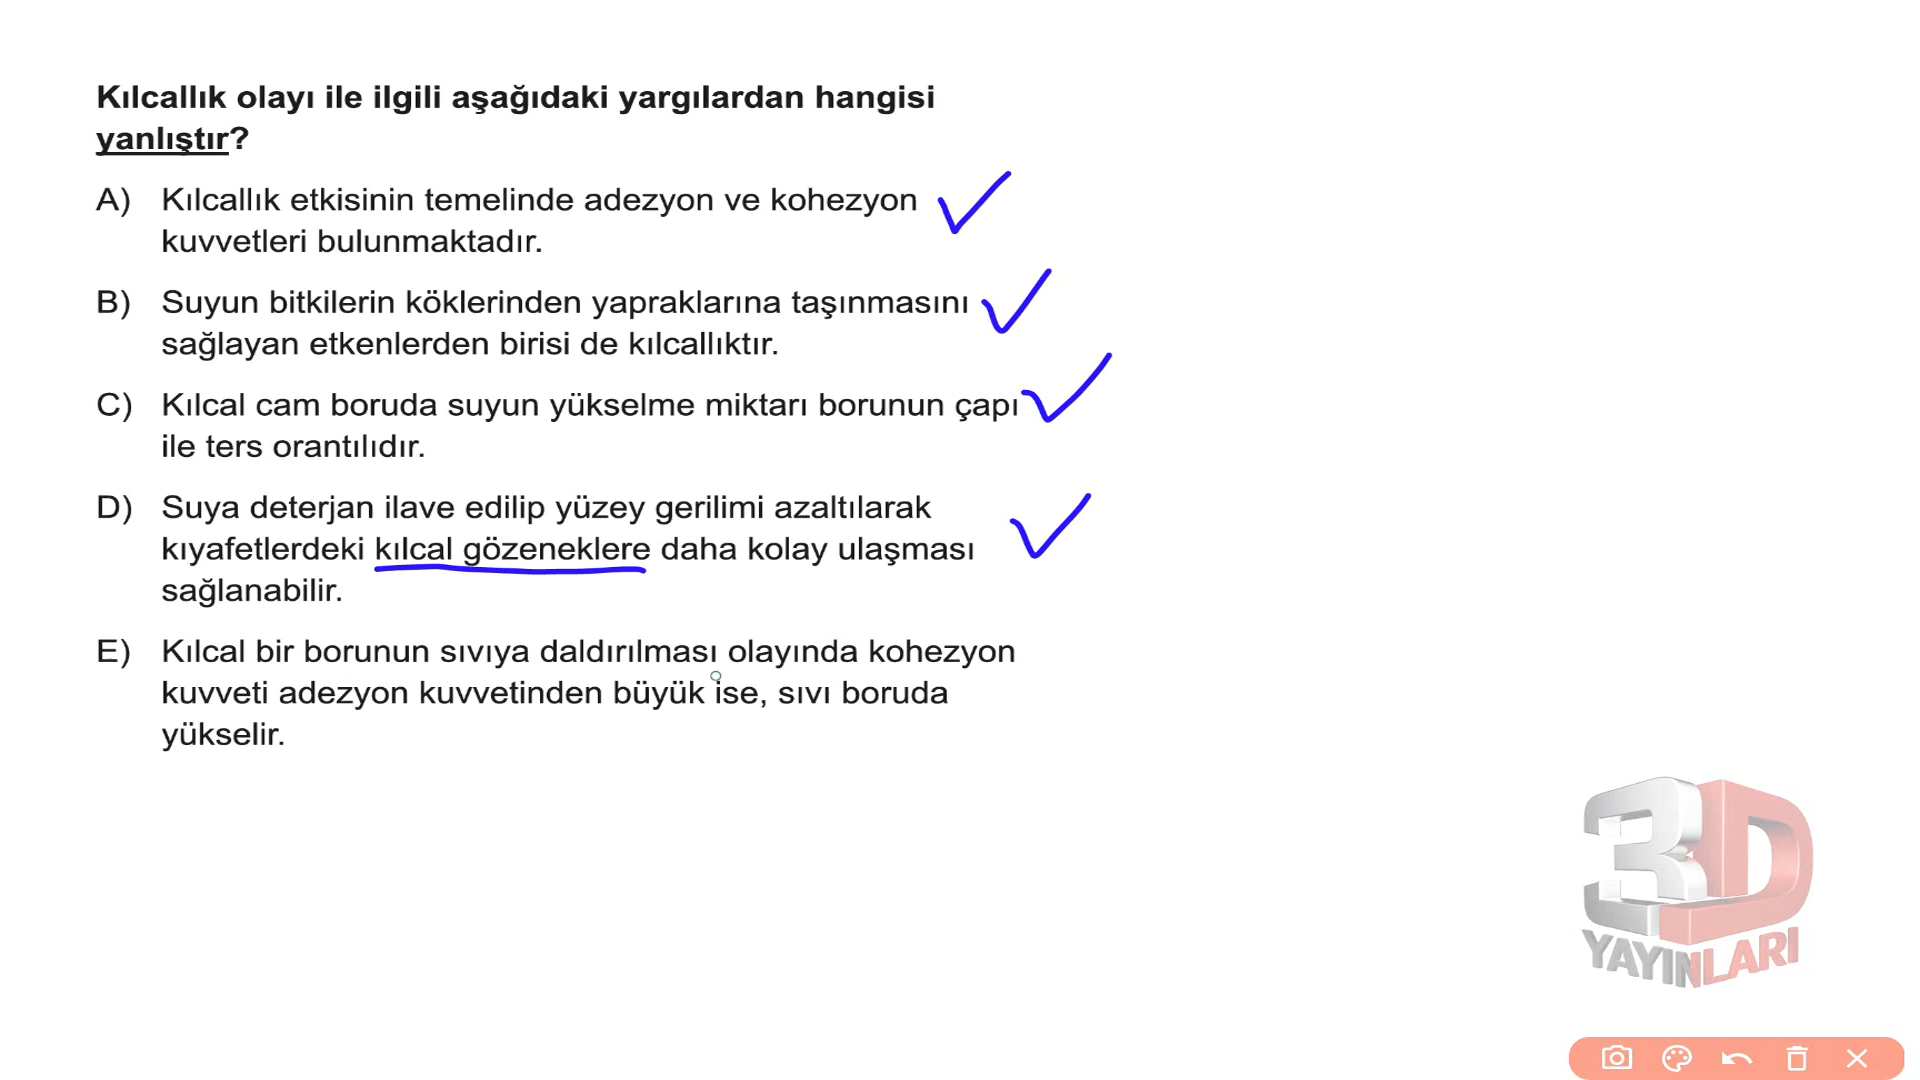 Kılcallık olayı ile ilgili aşağıdaki yargılardan hangisi
yanlıştır?
A) Kılcallık etkisinin temelinde adezyon ve kohezyon
kuvvetleri bulunmaktadır.
B) Suyun bitkilerin köklerinden yapraklarına taşınmasını
sağlayan etkenlerden birisi de kılcallıktır.
C) Kılcal cam boruda suyun yükselme miktarı borunun çapı
ile ters orantılıdır.
D) Suya deterjan ilave edilip yüzey gerilimi azaltılarak
kıyafetlerdeki kılcal gözeneklere daha kolay ulaşması
sağlanabilir.
E) Kılcal bir borunun sıvıya daldırılması olayında kohezyon
kuvveti adezyon kuvvetinden büyük ise, sıvı boruda
yükselir.
3D
YAYINLARI